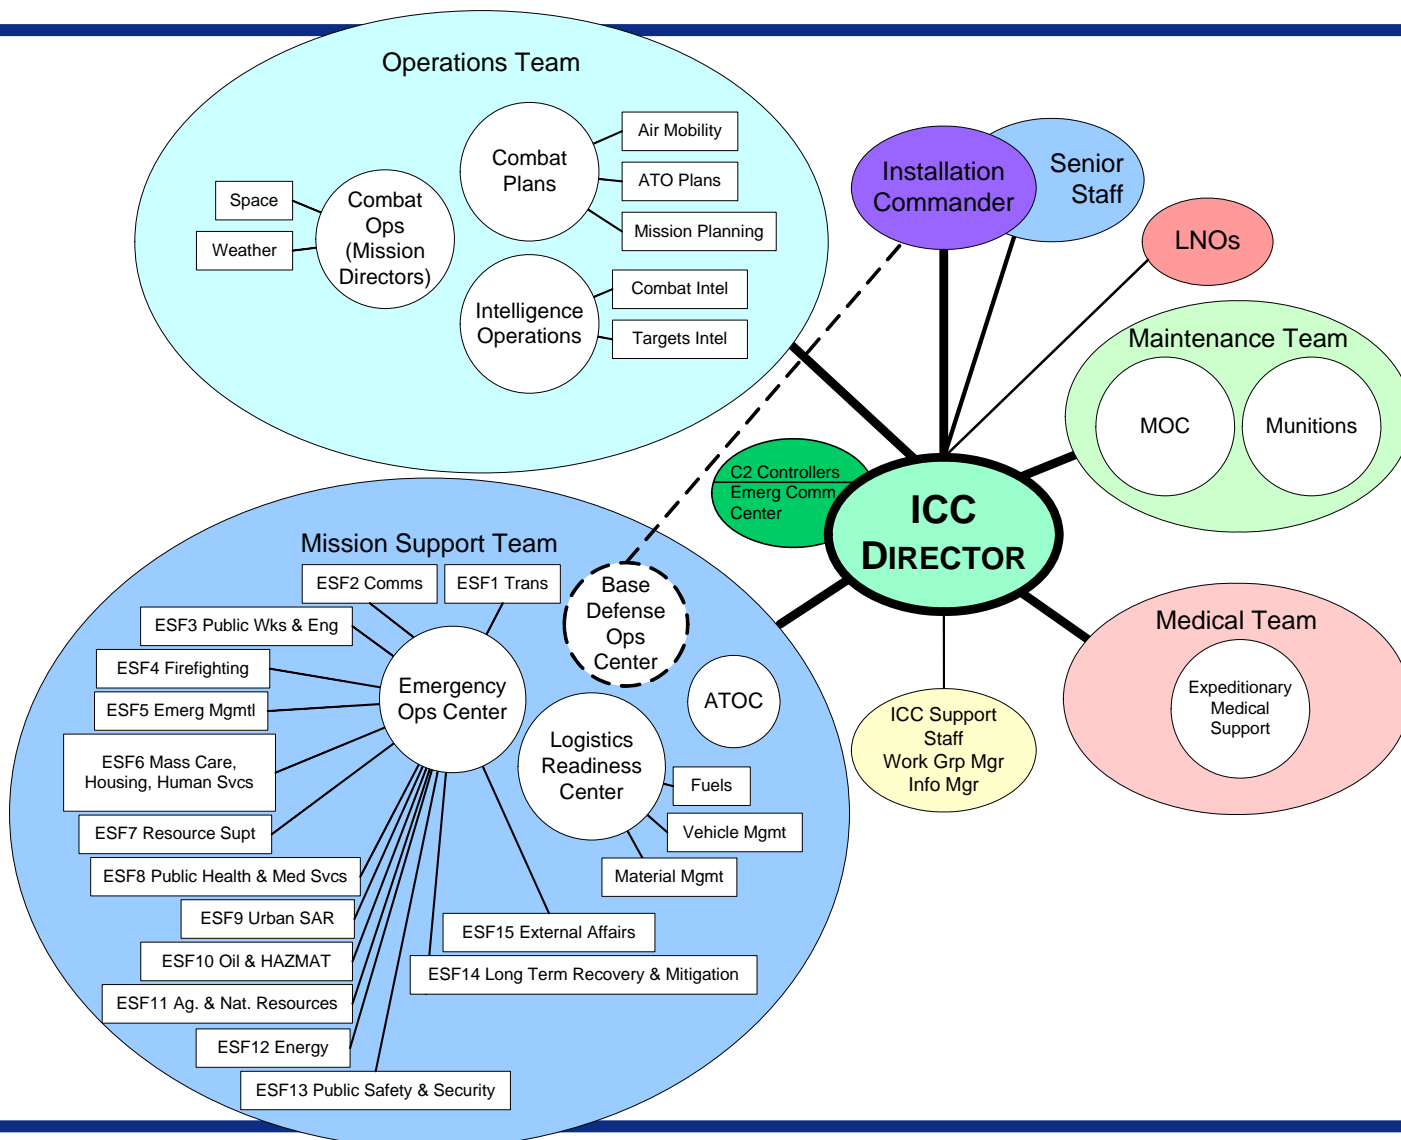 Operations Team
Combat
Plans
Air Mobility
ATO Plans
Mission Planning
Space
Weather
Combat
Ops
(Mission
Directors)
Intelligence
Operations
Combat Intel
Targets Intel
Installation
Commander
Senior
Staff
LNOs
Maintenance Team
MOC
Munitions
C2 Controllers
Emerg Comm
Center
ICC
DIRECTOR
Mission Support Team
ESF2 Comms
ESF1 Trans
ESF3 Public Wks & Eng
ESF4 Firefighting
ESF5 Emerg Mgmtl
ESF6 Mass Care,
Housing, Human Svcs
ESF7 Resource Supt
ESF8 Public Health & Med Svcs
ESF9 Urban SAR
ESF10 Oil & HAZMAT
ESF11 Ag. & Nat. Resources
ESF12 Energy
ESF13 Public Safety & Security
ESF14 Long Term Recovery & Mitigation
ESF15 External Affairs
Emergency
Ops Center
Base
Defense
Ops
Center
ATOC
Logistics
Readiness
Center
Fuels
Vehicle Mgmt
Material Mgmt
ICC Support
Staff
Work Grp Mgr
Info Mgr
Medical Team
Expeditionary
Medical
Support